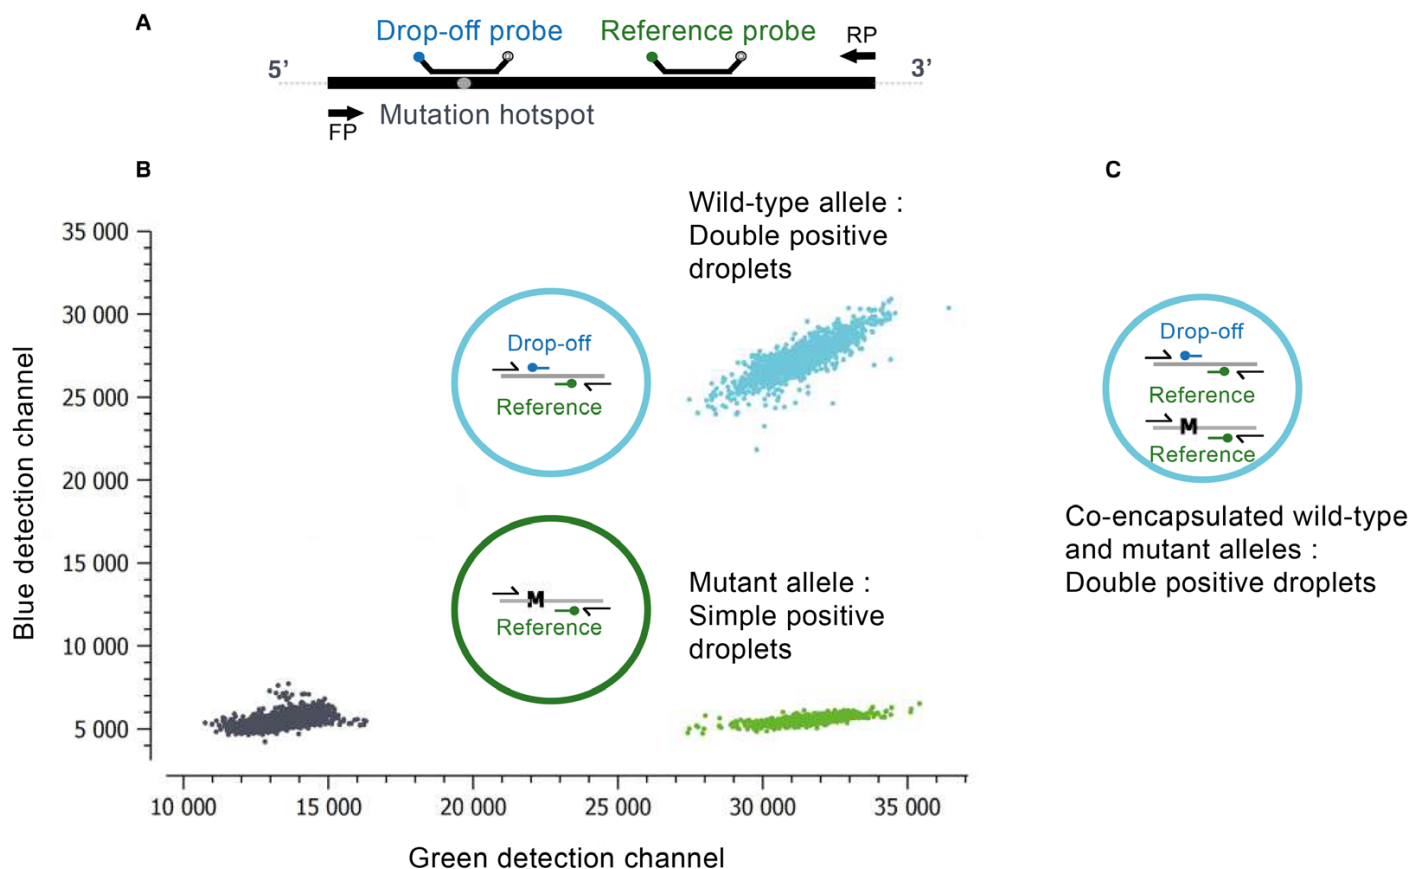 A
Drop-off probe
Reference probe
RP
5’
3’
FP
Mutation hotspot
B
C
Wild-type allele :
Double positive
droplets
35 000
30 000
25 000
20 000
15 000
10 000
5 000
Blue detection channel
Drop-off
Reference
M
Reference
Mutant allele :
Simple positive
droplets
10 000
15 000
20 000
25 000
30 000
35 000
Green detection channel
Drop-off
Reference
M
Reference
Co-encapsulated wild-type
and mutant alleles :
Double positive droplets